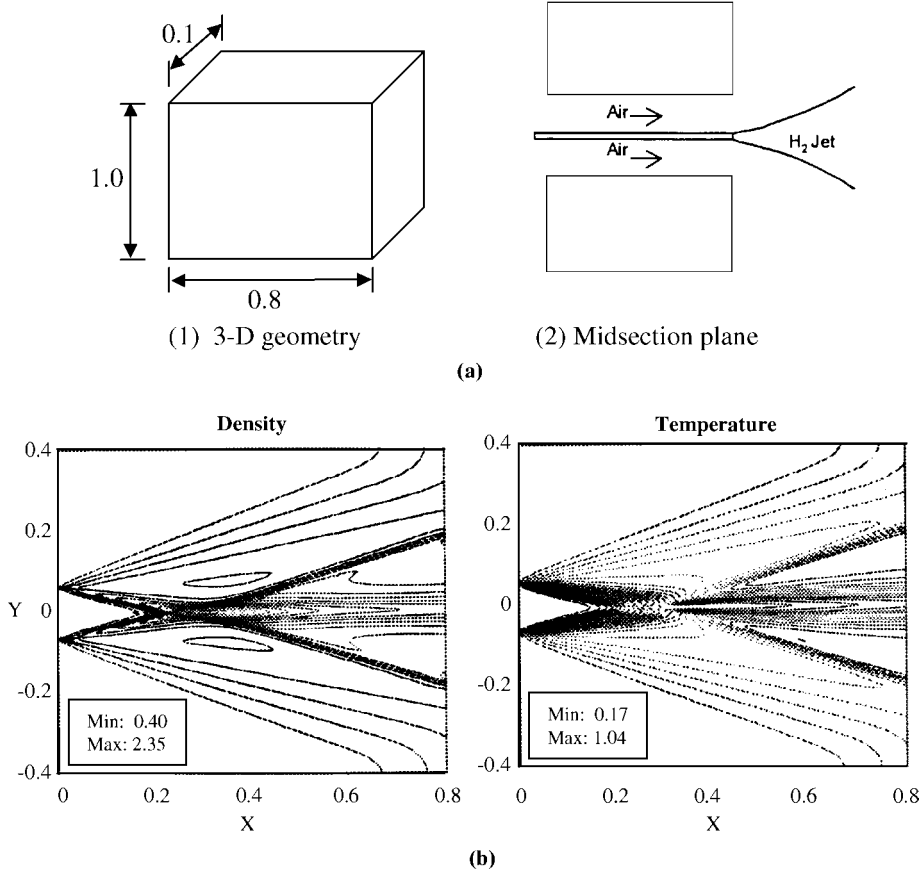 0.1
1.0
0.8
(1) 3-D geometry
Air
Air
H2 Jet
(2) Midsection plane
(a)
Density
0.4
0.2
Y 0
-0.2
-0.4
Min: 0.40
Max: 2.35
0 0.2 0.4 0.6 0.8
X
Temperature
0.4
0.2
0
-0.2
-0.4
Min: 0.17
Max: 1.04
0 0.2 0.4 0.6 0.8
X
(b)